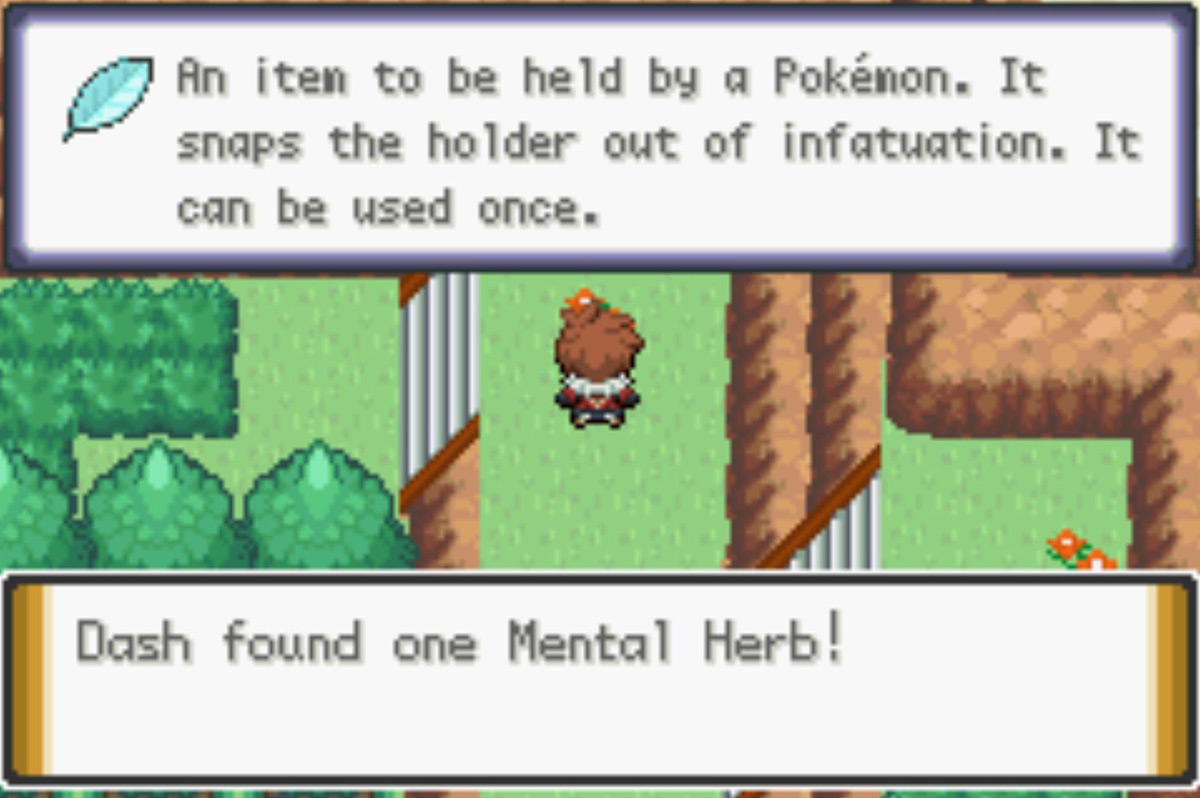 An item to be held by a Pokémon. It
snaps the holder out of infatuation. It
can be used once.
Dash found one Mental Herb!